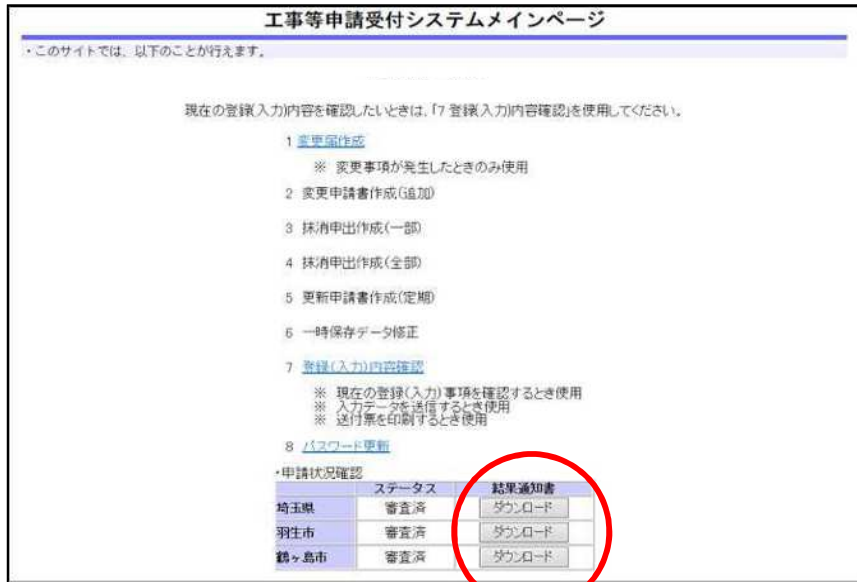 工事等申請受付システムメインページ
・このサイトでは、以下のことが行えます。
現在の登録(入力)内容を確認したいときは、「7 登録(入力)内容確認」を使用してください。
1 変更届作成
※ 変更事項が発生したときのみ使用
2 変更申請書作成(追加)
3 抹消申出作成(一部)
4 抹消申出作成(全部)
5 更新申請書作成(定期)
6 一時保存データ修正
7 登録(入力)内容確認
※ 現在の登録(入力)事項を確認するとき使用
※ 入力データを送信するとき使用
※ 送付票を印刷するとき使用
8 パスワード更新
・申請状況確認
ステータス 結果通知書
埼玉県 審査済 ダウンロード
羽生市 審査済 ダウンロード
鶴ヶ島市 審査済 ダウンロード